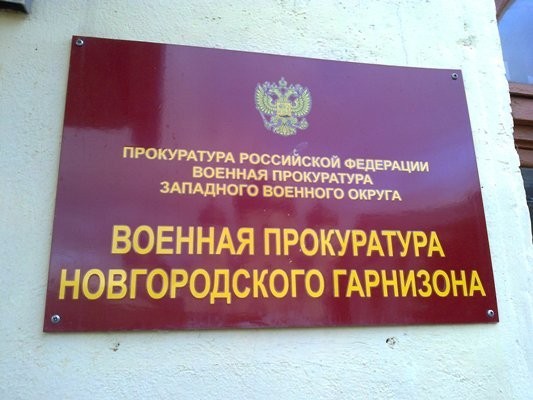 ПРОКУРАТУРА РОССИЙСКОЙ ФЕДЕРАЦИИ
ВОЕННАЯ ПРОКУРАТУРА
ЗАПАДНОГО ВОЕННОГО ОКРУГА
ВОЕННАЯ ПРОКУРАТУРА
НОВГОРОДСКОГО ГАРНИЗОНА